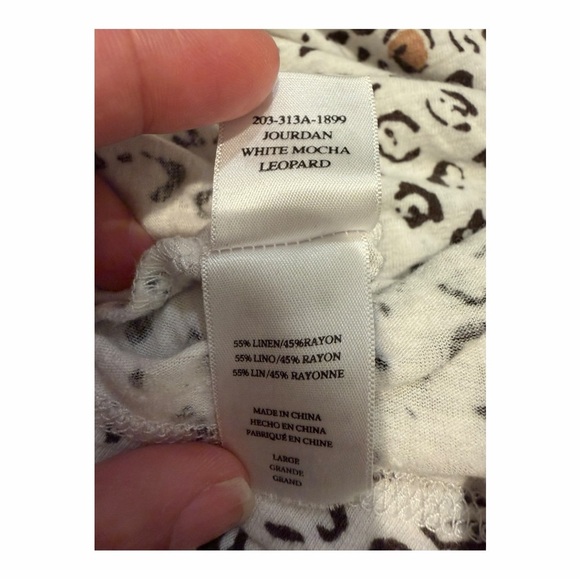 203-313A-1899
JOURDAN
WHITE MOCHA
LEOPARD
55% LINEN/45%RAYON
55% LINO/45% RAYON
55% LIN/45% RAYONNE
MADE IN CHINA
HECHO EN CHINA
FABRIQUÉ EN CHINE
LARGE
GRANDE
GRAND